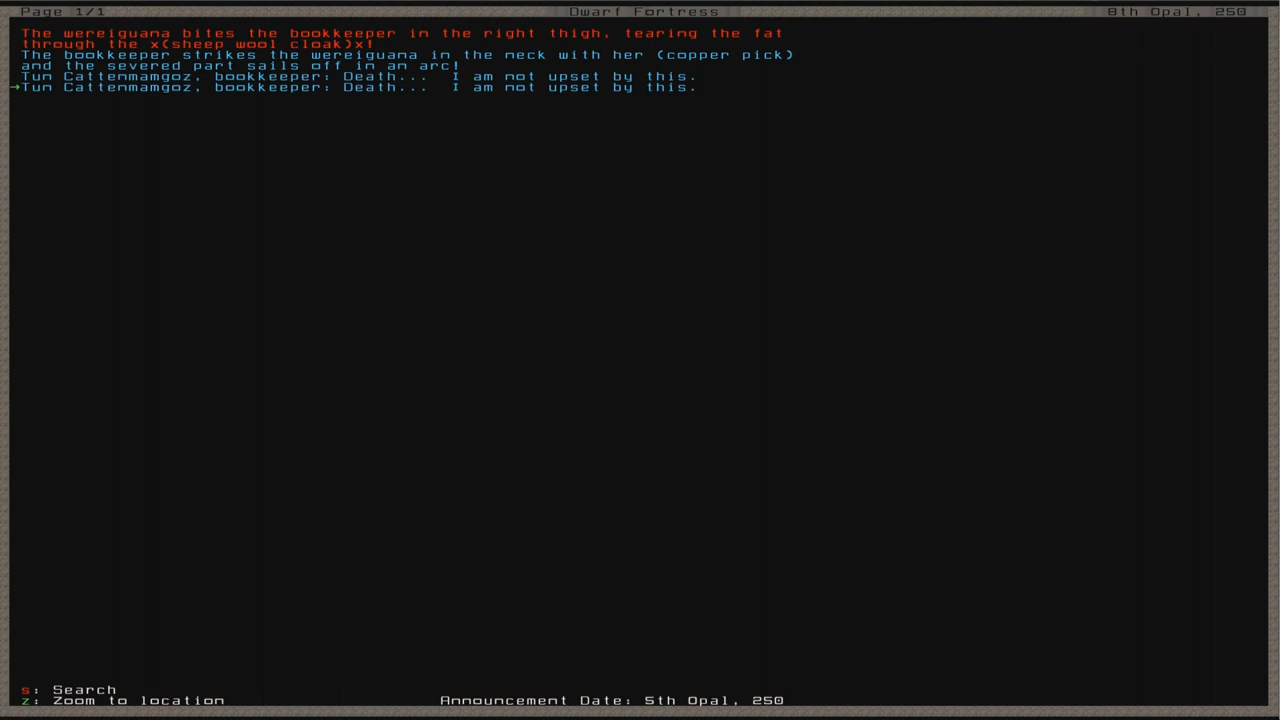 Page 1/1 Dwarf Fortress 8th Opal, 250
The wereiguana bites the bookkeeper in the right thigh, tearing the fat
through the x(sheep wool cloak)x!
The bookkeeper strikes the wereiguana in the neck with her (copper pick)
and the severed part sails off in an arc!
Tun Cattenmamgoz, bookkeeper: Death... I am not upset by this.
→Tun Cattenmamgoz, bookkeeper: Death... I am not upset by this.
s: Search
z: Zoom to location Announcement Date: 5th Opal, 250